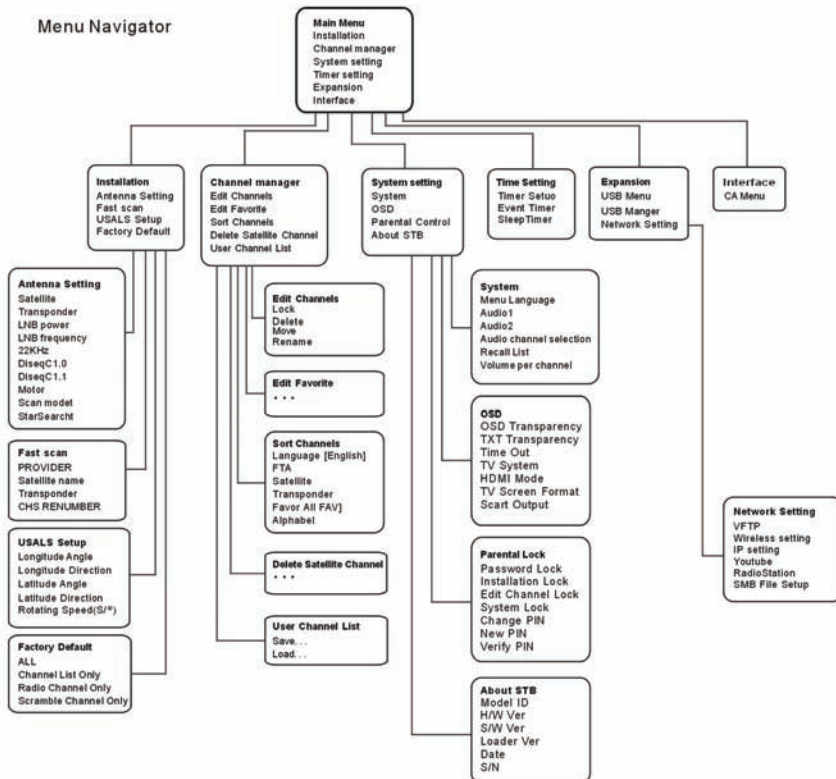 Menu Navigator
Main Menu
Installation
Channel manager
System setting
Timer setting
Expansion
Interface
Installation
Antenna Setting
Fast scan
USALS Setup
Factory Default
Channel manager
Edit Channels
Edit Favorite
Sort Channels
Delete Satellite Channel
User Channel List
System setting
System
OSD
Parental Control
About STB
Time Setting
Timer Setuo
Event Timer
SleepTimer
Expansion
USB Menu
USB Manger
Network Setting
Interface
CA Menu
Antenna Setting
Satellite
Transponder
LNB power
LNB frequency
22KHz
DiseqC1.0
DiseqC1.1
Motor
Scan modet
StarSearcht
Fast scan
PROVIDER
Satellite name
Transponder
CHS RENUMBER
USALS Setup
Longitude Angle
Longitude Direction
Latitude Angle
Latitude Direction
Rotating Speed(S/°)
Factory Default
ALL
Channel List Only
Radio Channel Only
Scramble Channel Only
Edit Channels
Lock
Delete
Move
Rename
Edit Favorite
...
Sort Channels
Language [English]
FTA
Satellite
Transponder
Favor All FAV]
Alphabel
Delete Satellite Channel
...
User Channel List
Save...
Load...
System
Menu Language
Audio1
Audio2
Audio channel selection
Recall List
Volume per channel
OSD
OSD Transparency
TXT Transparency
Time Out
TV System
HDMI Mode
TV Screen Format
Scart Output
Parental Lock
Password Lock
Installation Lock
Edit Channel Lock
System Lock
Change PIN
New PIN
Verify PIN
About STB
Model ID
H/W Ver
S/W Ver
Loader Ver
Date
S/N
Network Setting
VFTP
Wireless setting
IP setting
Youtube
RadioStation
SMB File Setup